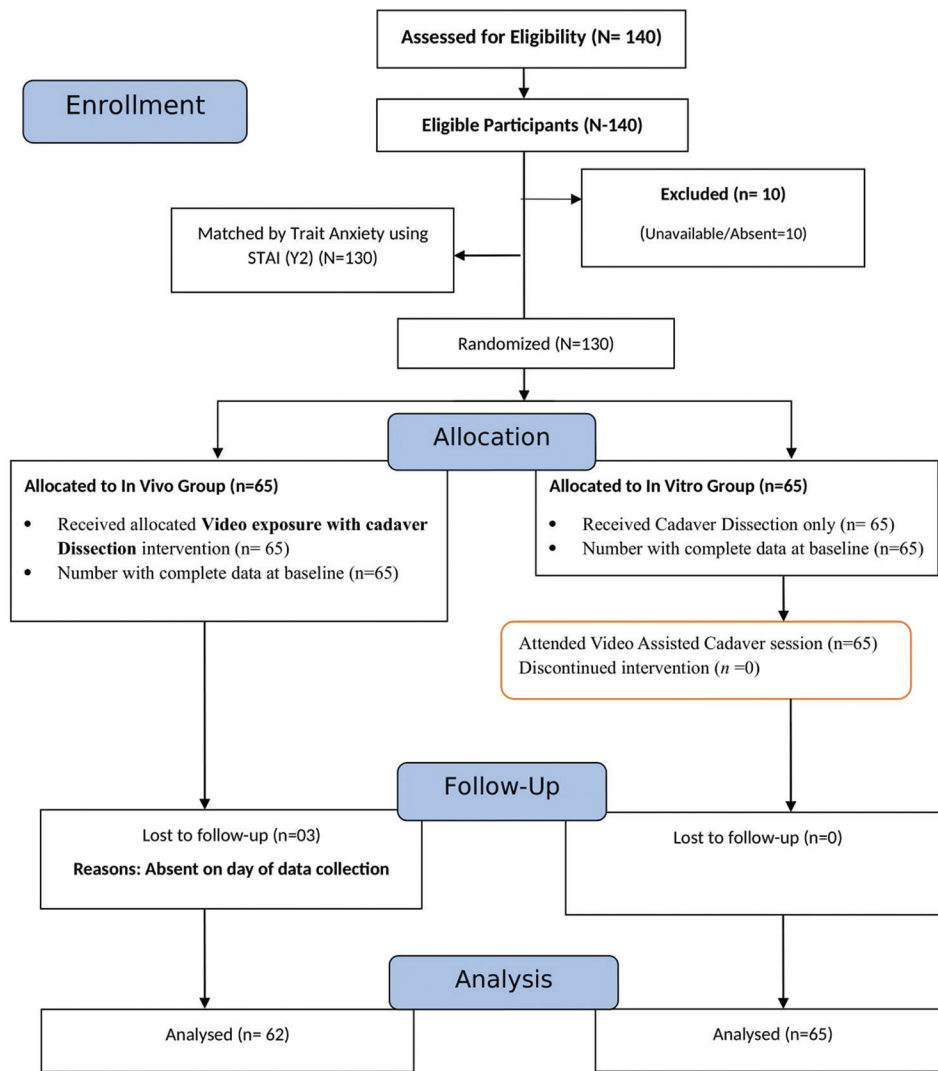 Assessed for Eligibility (N= 140)
Enrollment
Eligible Participants (N-140)
Excluded (n= 10)
(Unavailable/Absent=10)
Matched by Trait Anxiety using
STAI (Y2) (N=130)
Randomized (N=130)
Allocation
Allocated to In Vivo Group (n=65)
• Received allocated Video exposure with cadaver
Dissection intervention (n= 65)
• Number with complete data at baseline (n=65)
Allocated to In Vitro Group (n=65)
• Received Cadaver Dissection only (n= 65)
• Number with complete data at baseline (n=65)
Attended Video Assisted Cadaver session (n=65)
Discontinued intervention (n =0)
Follow-Up
Lost to follow-up (n=03)
Reasons: Absent on day of data collection
Lost to follow-up (n=0)
Analysis
Analysed (n= 62)
Analysed (n=65)